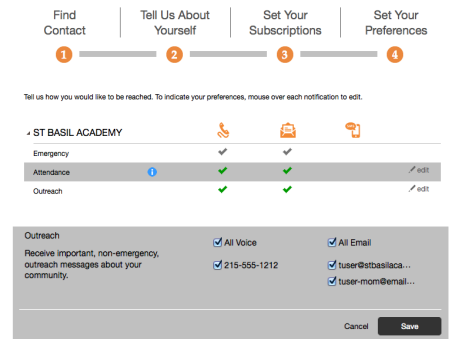 Find Contact
Tell Us About Yourself
Set Your Subscriptions
Set Your Preferences
1
2
3
4
Tell us how you would like to be reached. To indicate your preferences, mouse over each notification to edit.
ST BASIL ACADEMY
Emergency
Attendance
edit
Outreach
edit
Outreach
Receive important, non-emergency,
outreach messages about your
community.
All Voice
All Email
215-555-1212
tuser@stbasilaca...
tuser-mom@email...
Cancel
Save